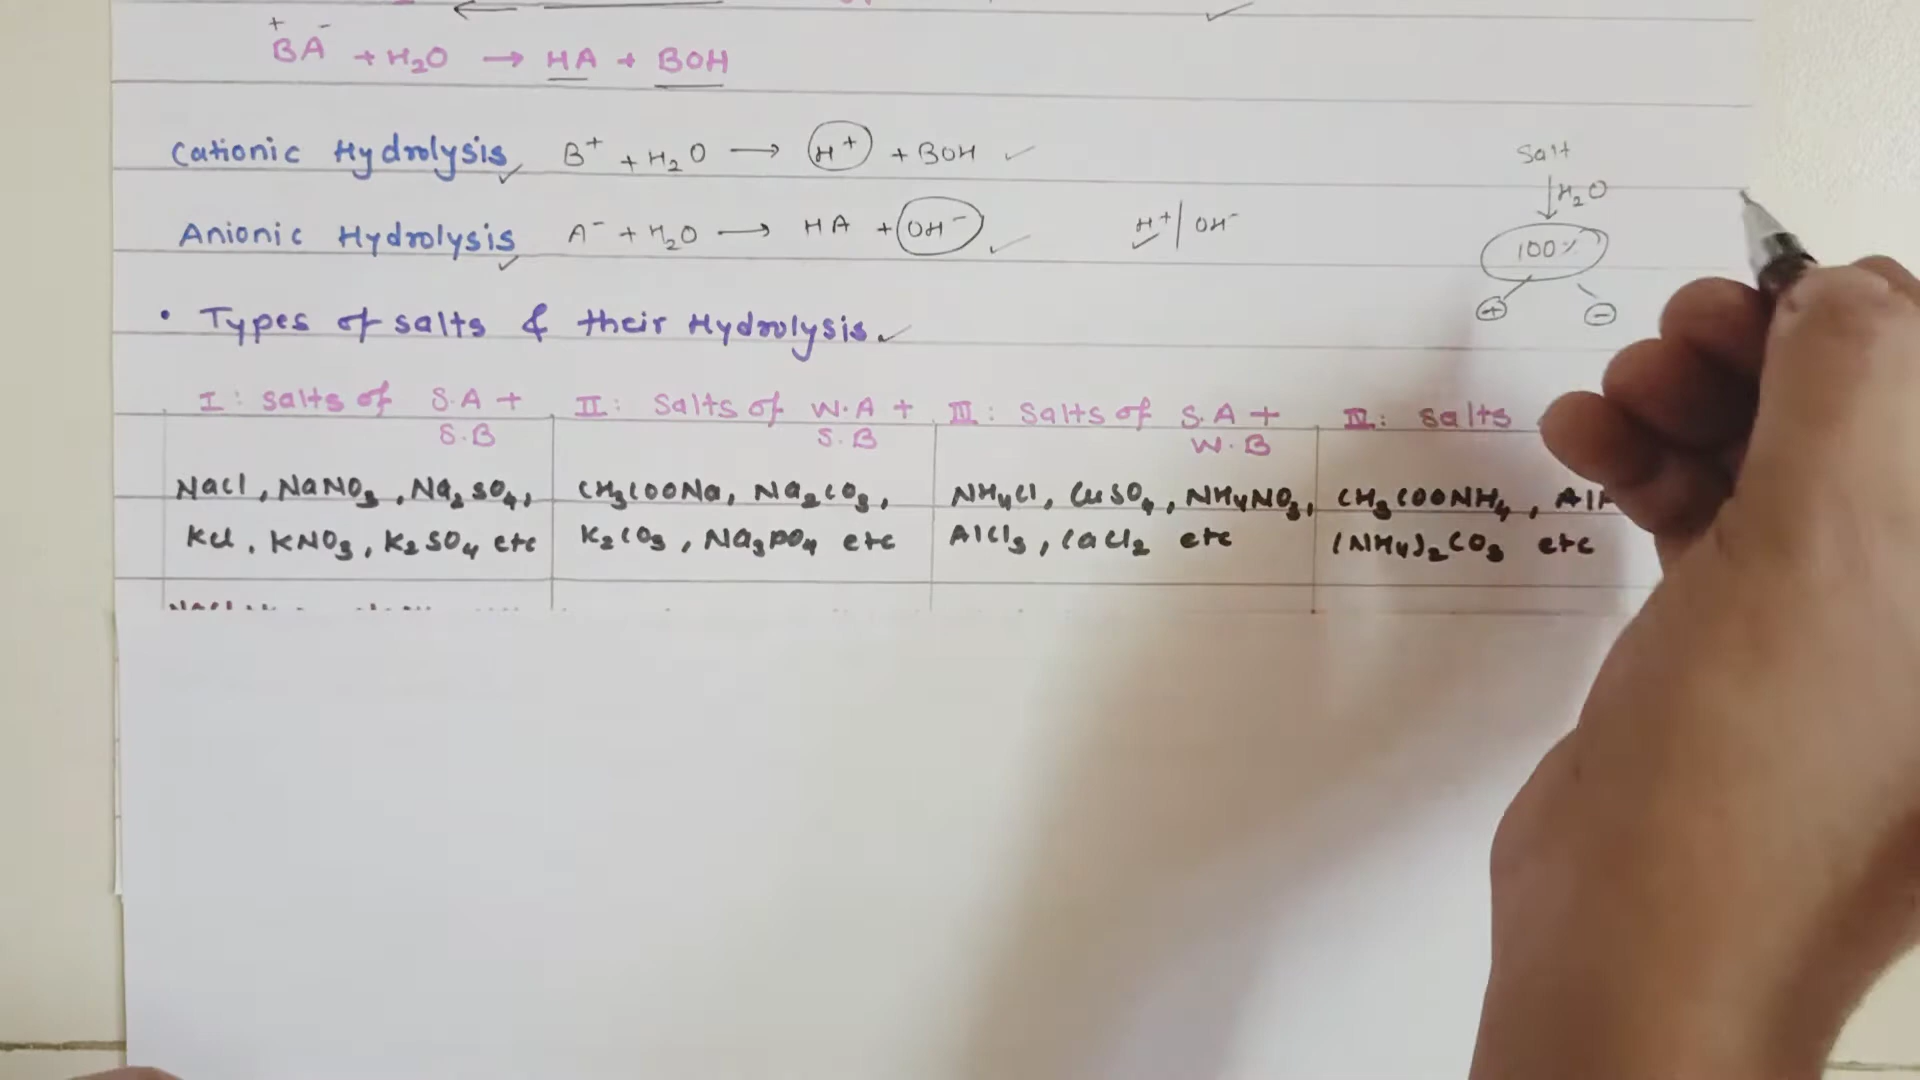 B⁺A⁻ + H₂O → HA + BOH
Cationic Hydrolysis B⁺ + H₂O → H⁺ + BOH
Anionic Hydrolysis A⁻ + H₂O → HA + OH⁻
H⁺ | OH⁻
Salt
↓ H₂O
100%
+ −
• Types of salts & their Hydrolysis
I : salts of S.A + S.B
NaCl, NaNO₃, Na₂SO₄,
KCl, KNO₃, K₂SO₄ etc
II : Salts of W.A + S.B
CH₃COONa, Na₂CO₃,
K₂CO₃, Na₃PO₄ etc
III : Salts of S.A + W.B
NH₄Cl, CuSO₄, NH₄NO₃,
AlCl₃, CaCl₂ etc
IV : Salts
CH₃COONH₄,
(NH₄)₂CO₃ etc